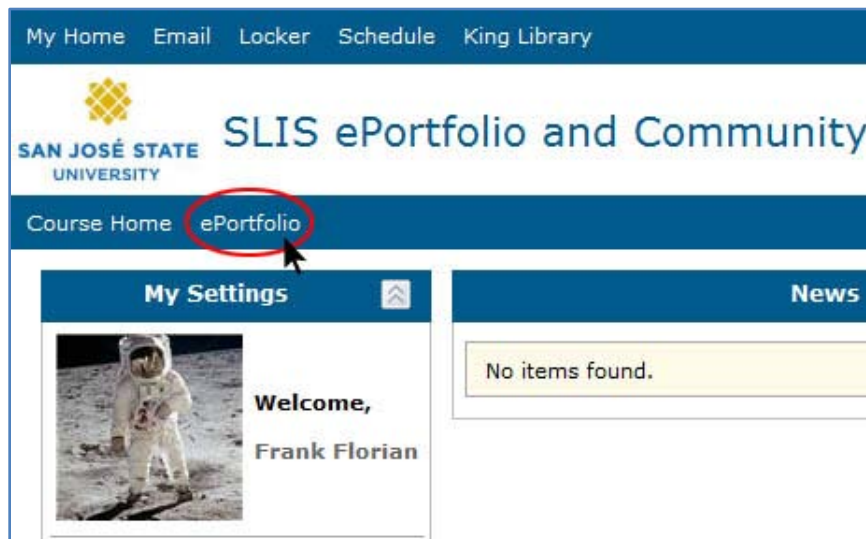 My Home Email Locker Schedule King Library
SAN JOSÉ STATE
UNIVERSITY
SLIS ePortfolio and Community
Course Home ePortfolio
My Settings
News
No items found.
Welcome,
Frank Florian